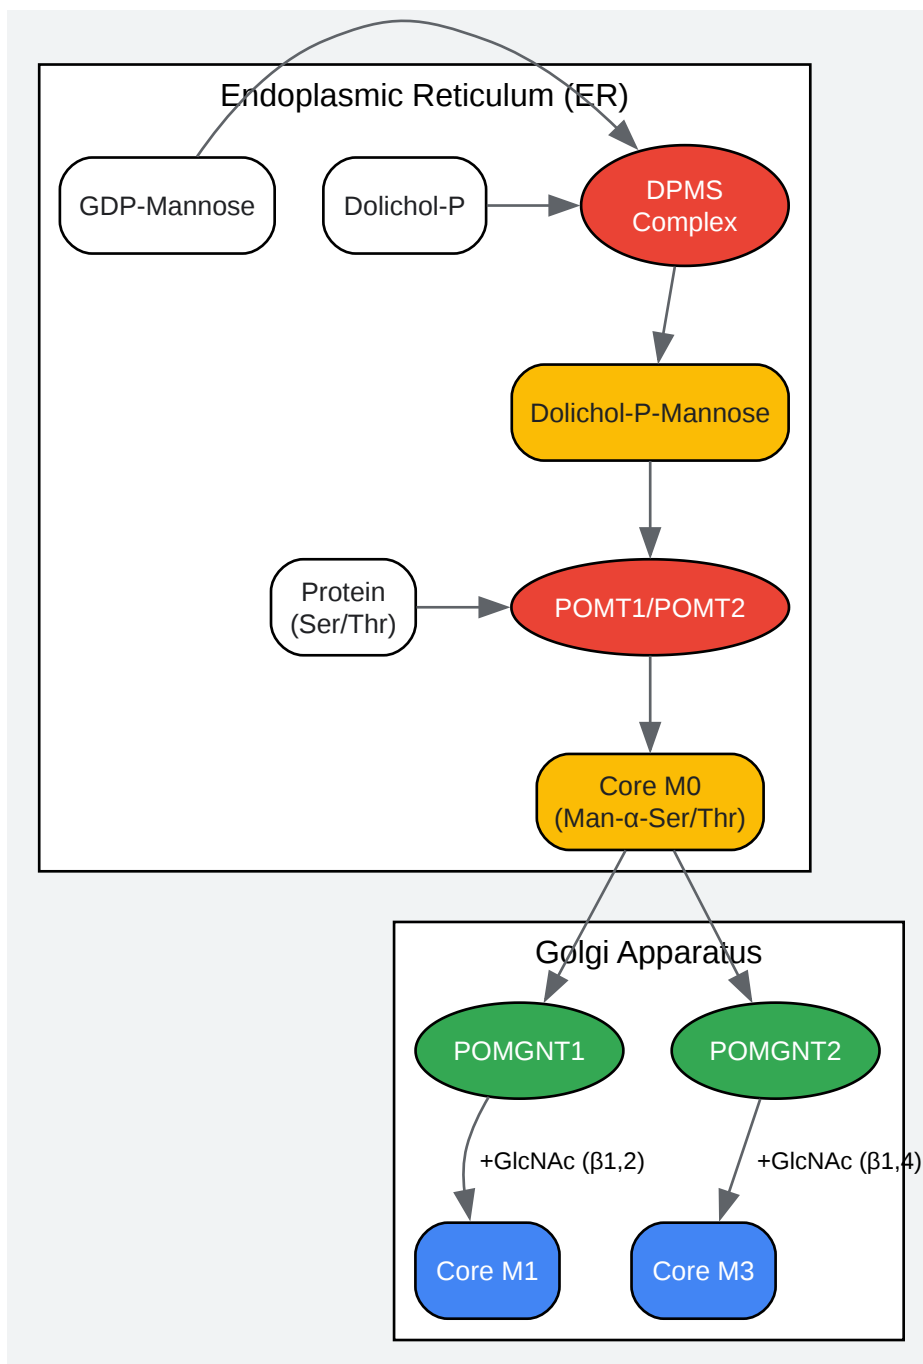 Endoplasmic Reticulum (ER)
GDP-Mannose
Dolichol-P
DPMS
Complex
Dolichol-P-Mannose
Protein
(Ser/Thr)
POMT1/POMT2
Core M0
(Man-α-Ser/Thr)
Golgi Apparatus
POMGNT1
POMGNT2
+GlcNAc (β1,2)
+GlcNAc (β1,4)
Core M1
Core M3